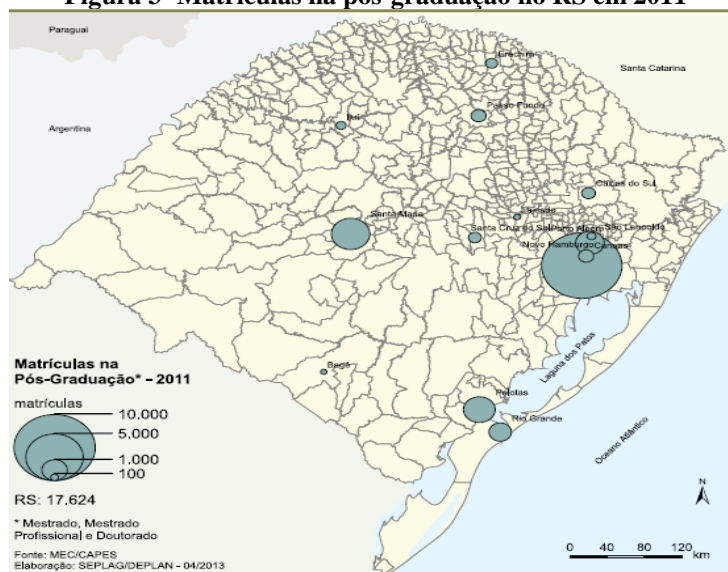 Figura 3- Matrículas na pós-graduação no RS em 2011
Paraguai
Santa Catarina
Argentina
Erechim
Passo Fundo
Ijuí
Caxias do Sul
Lajeado
Santa Maria
Santa Cruz do Sul
Porto Alegre
São Leopoldo
Novo Hamburgo
Canoas
Laguna dos Patos
Bagé
Pelotas
Rio Grande
Oceano Atlântico
Matrículas na
Pós-Graduação* - 2011
matrículas
10.000
5.000
1.000
100
RS: 17.624
* Mestrado, Mestrado
Profissional e Doutorado
Fonte: MEC/CAPES
Elaboração: SEPLAG/DEPLAN - 04/2013
N
0 40 80 120
km